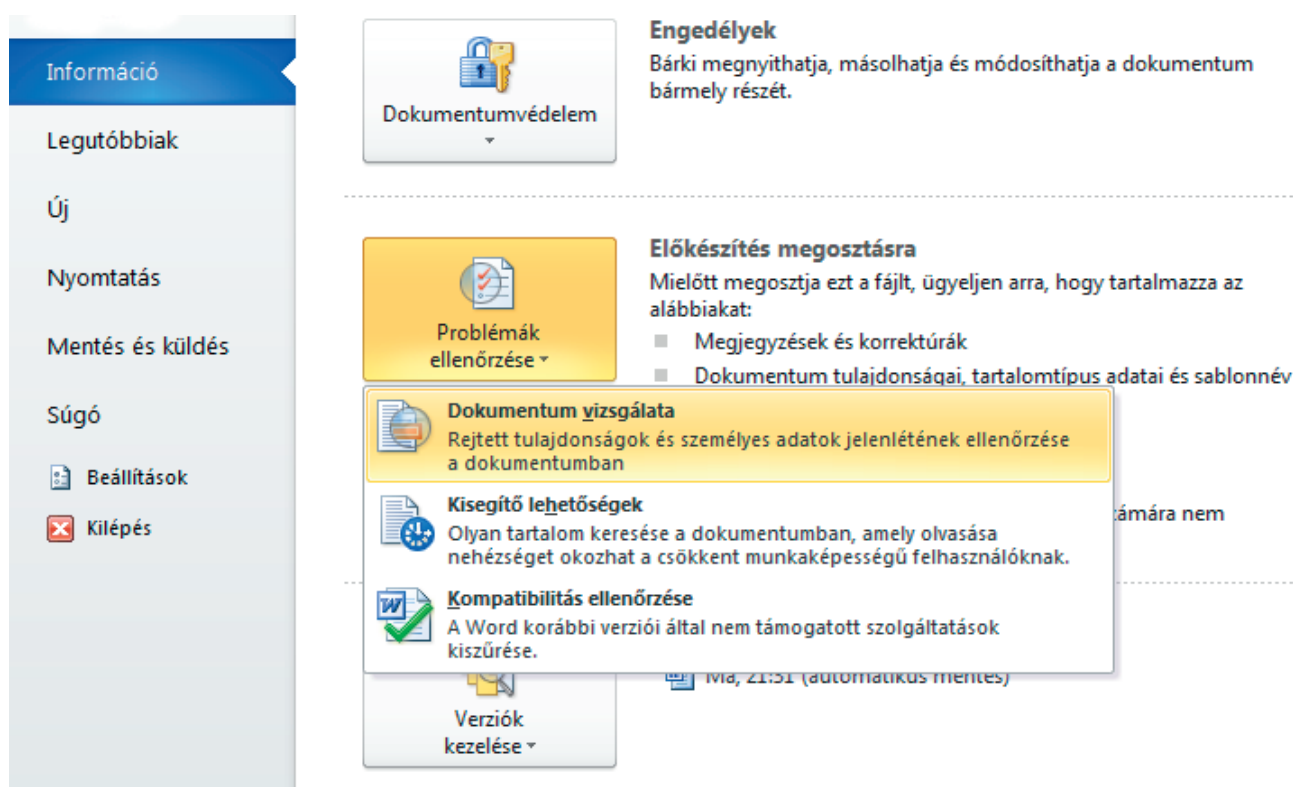 Információ
Legutóbbiak
Új
Nyomtatás
Mentés és küldés
Súgó
Beállítások
Kilépés
Dokumentumvédelem
Engedélyek
Bárki megnyithatja, másolhatja és módosíthatja a dokumentum
bármely részét.
Problémák
ellenőrzése
Előkészítés megosztásra
Mielőtt megosztja ezt a fájlt, ügyeljen arra, hogy tartalmazza az
alábbiakat:
Megjegyzések és korrektúrák
Dokumentum tulajdonságai, tartalomtípus adatai és sablonnév
Dokumentum vizsgálata
Rejtett tulajdonságok és személyes adatok jelenlétének ellenőrzése
a dokumentumban
Kisegítő lehetőségek
Olyan tartalom keresése a dokumentumban, amely olvasása
nehézséget okozhat a csökkent munkaképességű felhasználóknak.
nem
Kompatibilitás ellenőrzése
A Word korábbi verziói által nem támogatott szolgáltatások
kiszűrése.
Ma, 21:51 (automatikus mentés)
Verziók
kezelése